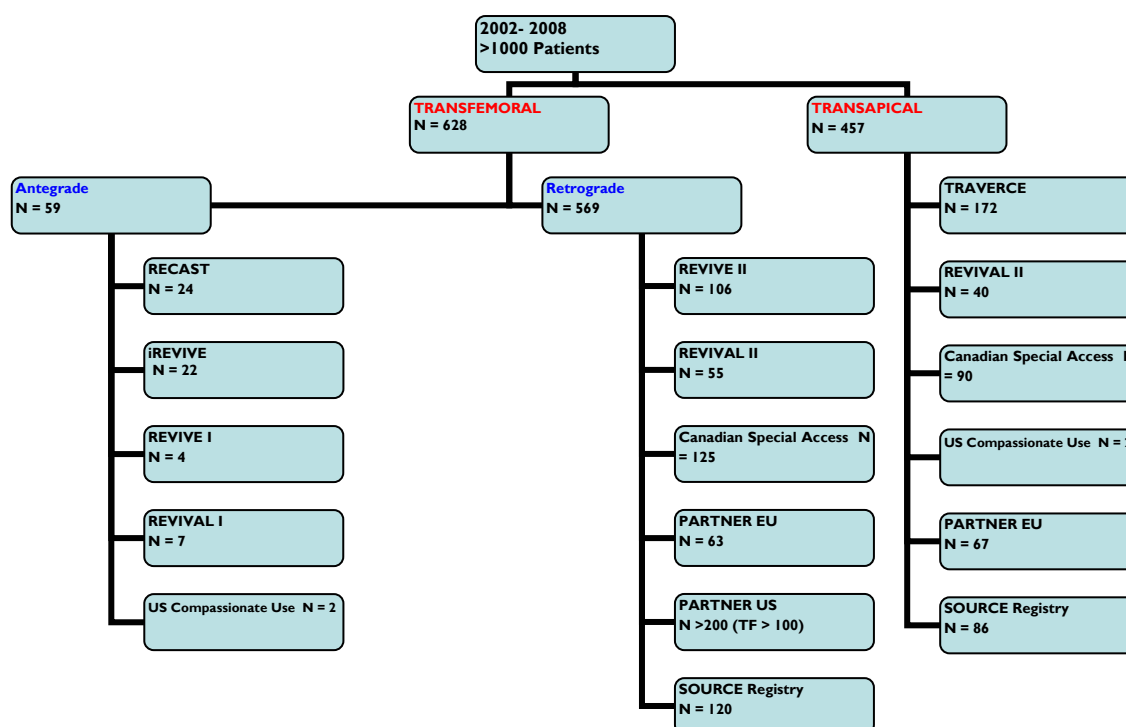 2002- 2008
>1000 Patients
TRANSFEMORAL
N = 628
TRANSAPICAL
N = 457
Antegrade
N = 59
Retrograde
N = 569
RECAST
N = 24
iREVIVE
N = 22
REVIVE I
N = 4
REVIVAL I
N = 7
US Compassionate Use N = 2
REVIVE II
N = 106
REVIVAL II
N = 55
Canadian Special Access N
= 125
PARTNER EU
N = 63
PARTNER US
N >200 (TF > 100)
SOURCE Registry
N = 120
TRAVERCE
N = 172
REVIVAL II
N = 40
Canadian Special Access
= 90
US Compassionate Use N =
PARTNER EU
N = 67
SOURCE Registry
N = 86